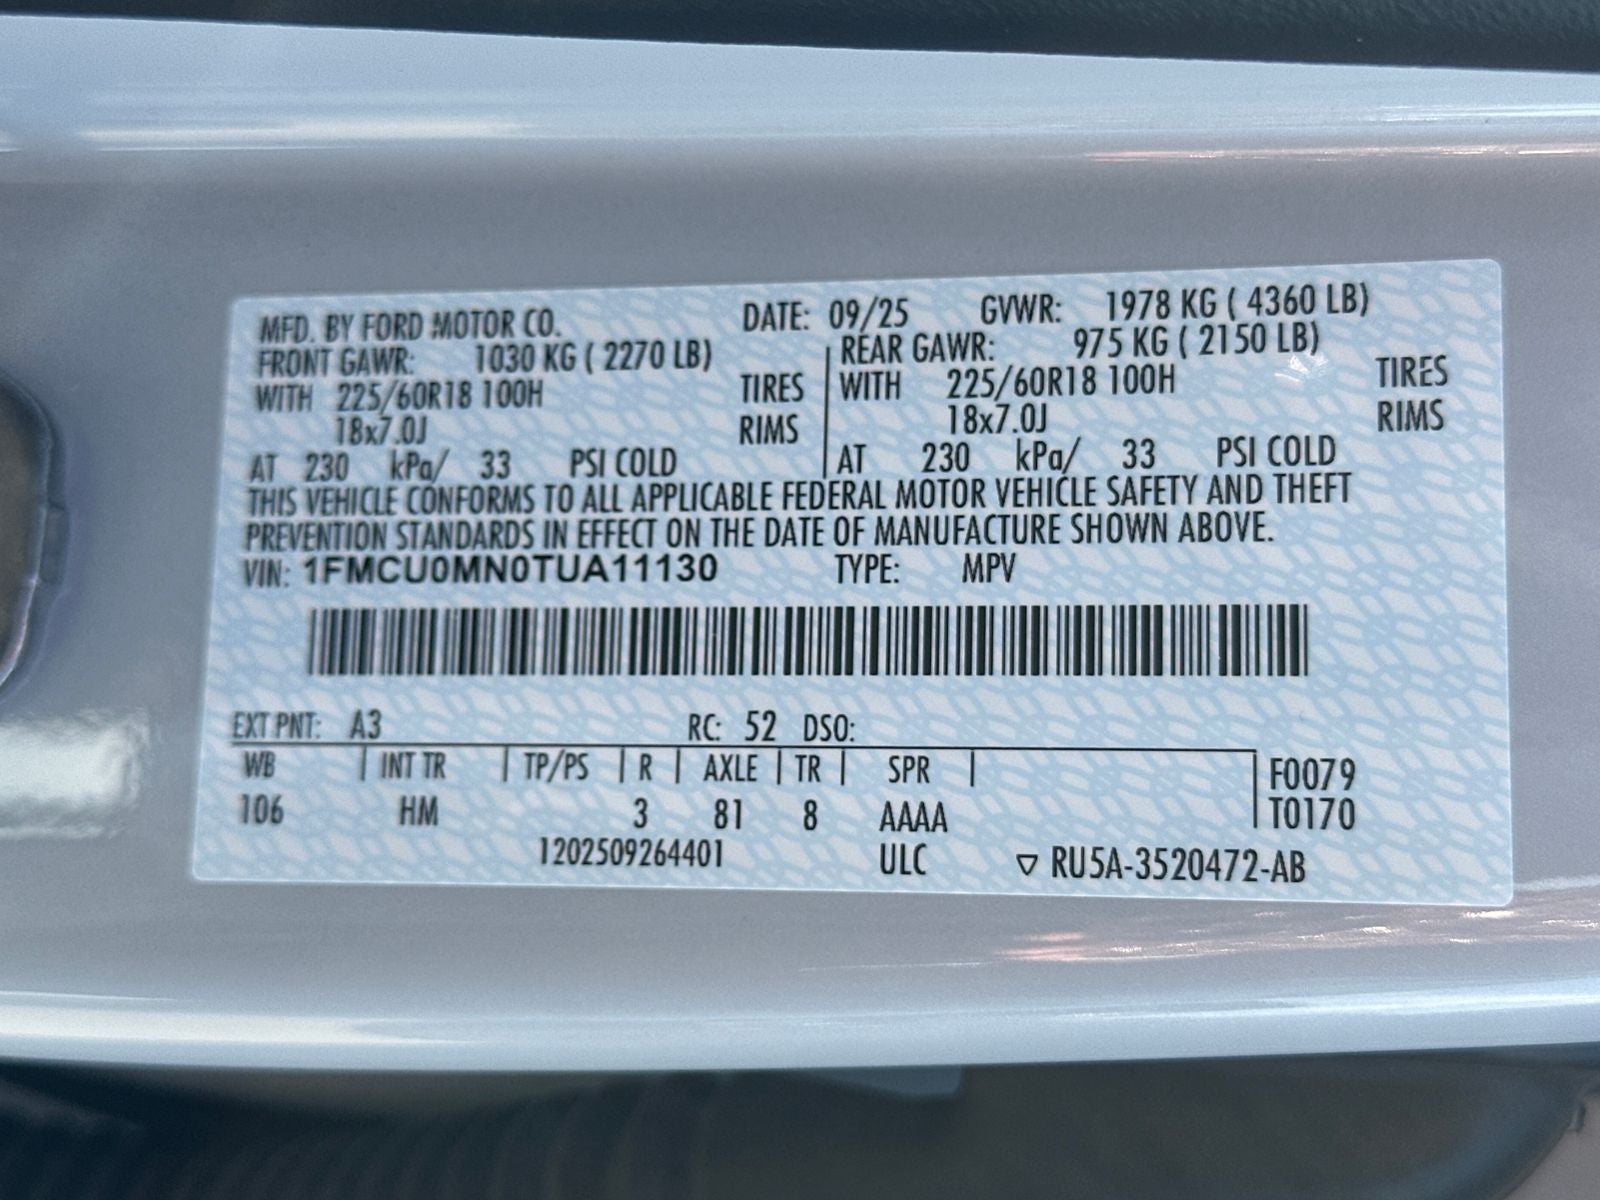 MFD. BY FORD MOTOR CO. DATE: 09/25 GVWR: 1978 KG ( 4360 LB)
FRONT GAWR: 1030 KG ( 2270 LB) REAR GAWR: 975 KG ( 2150 LB)
WITH 225/60R18 100H TIRES WITH 225/60R18 100H TIRES
18x7.0J RIMS 18x7.0J RIMS
AT 230 kPa/ 33 PSI COLD AT 230 kPa/ 33 PSI COLD
THIS VEHICLE CONFORMS TO ALL APPLICABLE FEDERAL MOTOR VEHICLE SAFETY AND THEFT
PREVENTION STANDARDS IN EFFECT ON THE DATE OF MANUFACTURE SHOWN ABOVE.
VIN: 1FMCU0MN0TUA11130 TYPE: MPV
EXT PNT: A3 RC: 52 DSO:
WB INT TR TP/PS R AXLE TR SPR F0079
106 HM 3 81 8 AAAA T0170
1202509264401 ULC ▽ RU5A-3520472-AB